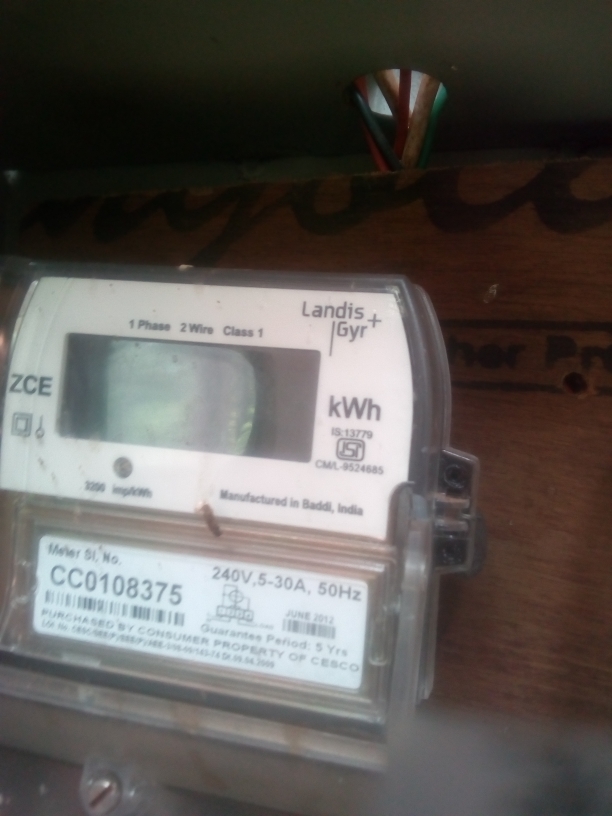 Landis
Gyr+
1 Phase 2 Wire Class 1
ZCE
kWh
IS:13779
CM/L-9524685
3200 imp/kWh
Manufactured in Baddi, India
Meter Sl. No.
CC0108375
240V,5-30A, 50Hz
JUNE 2012
Guarantee Period: 5 Yrs
PURCHASED BY CONSUMER PROPERTY OF CESCO